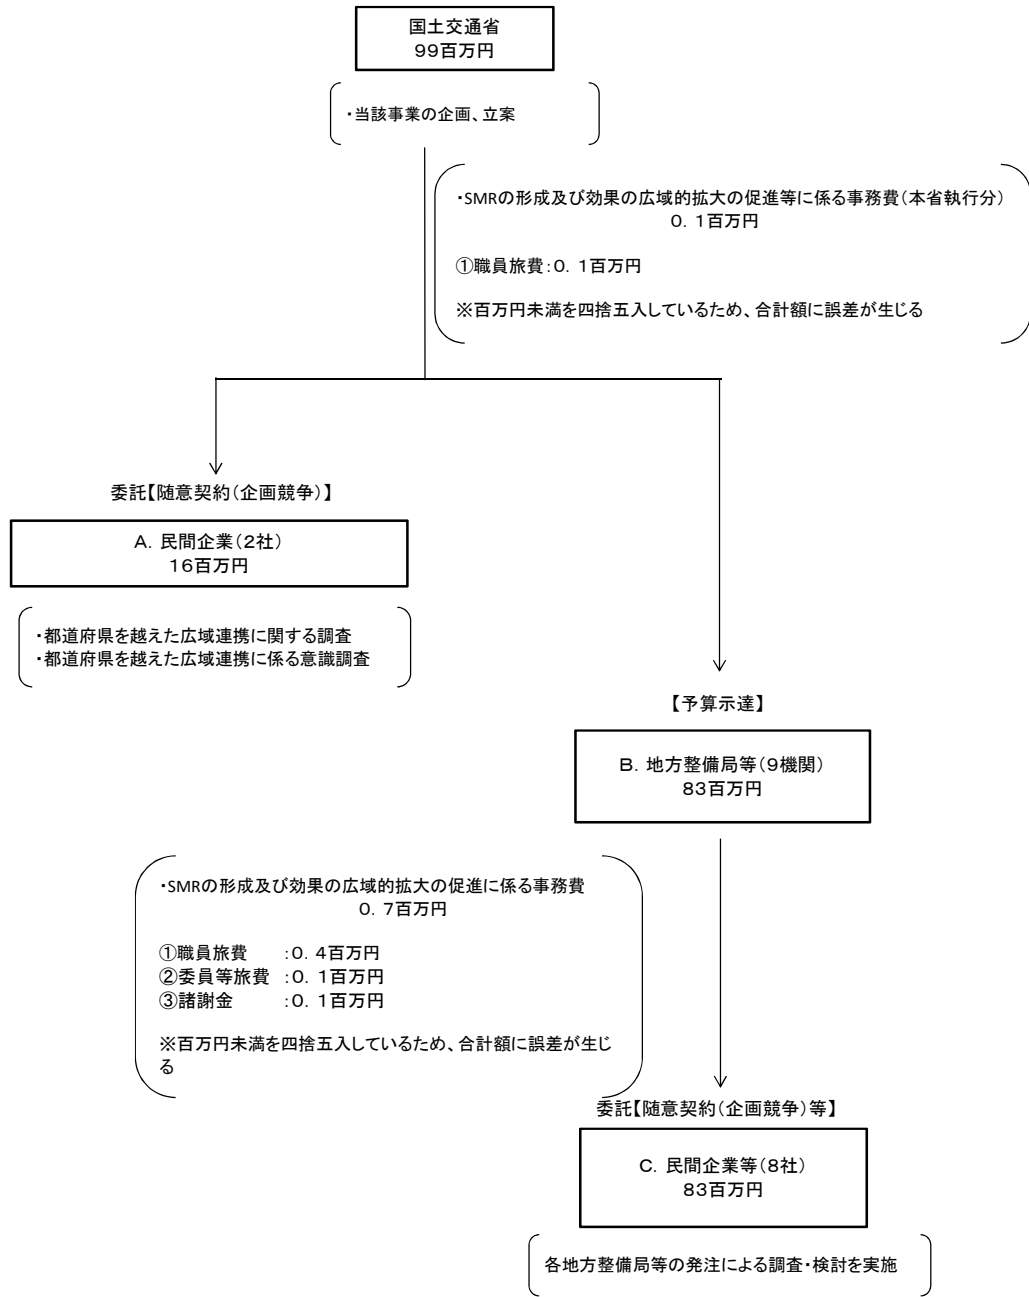 国土交通省
９９百万円
・当該事業の企画、立案
・SMRの形成及び効果の広域的拡大の促進等に係る事務費（本省執行分）
０．１百万円
①職員旅費：０．１百万円
※百万円未満を四捨五入しているため、合計額に誤差が生じる
委託【随意契約（企画競争）】
Ａ．民間企業（２社）
１６百万円
・都道府県を越えた広域連携に関する調査
・都道府県を越えた広域連携に係る意識調査
【予算示達】
Ｂ．地方整備局等（９機関）
８３百万円
・SMRの形成及び効果の広域的拡大の促進に係る事務費
０．７百万円
①職員旅費　　：０．４百万円
②委員等旅費　：０．１百万円
③諸謝金　　　：０．１百万円
※百万円未満を四捨五入しているため、合計額に誤差が生じ
る
委託【随意契約（企画競争）等】
Ｃ．民間企業等（８社）
８３百万円
各地方整備局等の発注による調査・検討を実施